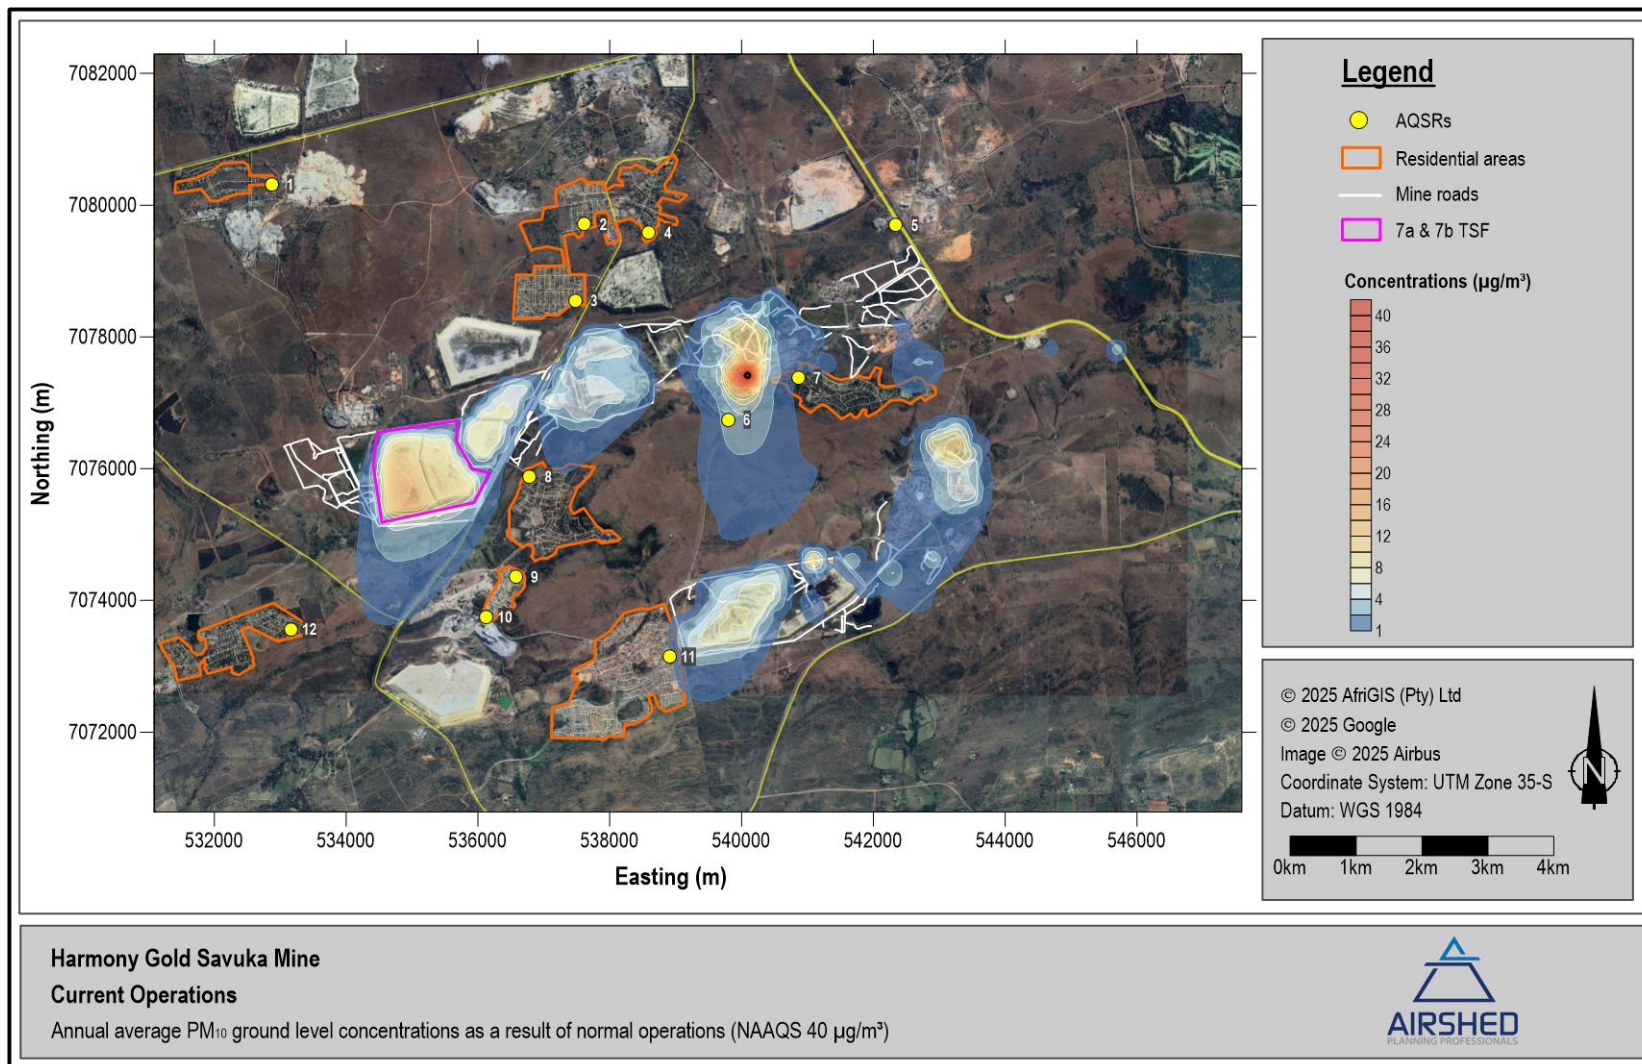 7082000
7080000
7078000
7076000
7074000
7072000
Northing (m)
532000
534000
536000
538000
540000
542000
544000
546000
Easting (m)
1
2
3
4
5
6
7
8
9
10
11
12
Legend
AQSRs
Residential areas
Mine roads
7a & 7b TSF
Concentrations (µg/m³)
40
36
32
28
24
20
16
12
8
4
1
© 2025 AfriGIS (Pty) Ltd
© 2025 Google
Image © 2025 Airbus
Coordinate System: UTM Zone 35-S
Datum: WGS 1984
N
0km 1km 2km 3km 4km
Harmony Gold Savuka Mine
Current Operations
Annual average PM₁₀ ground level concentrations as a result of normal operations (NAAQS 40 µg/m³)
AIRSHED
PLANNING PROFESSIONALS